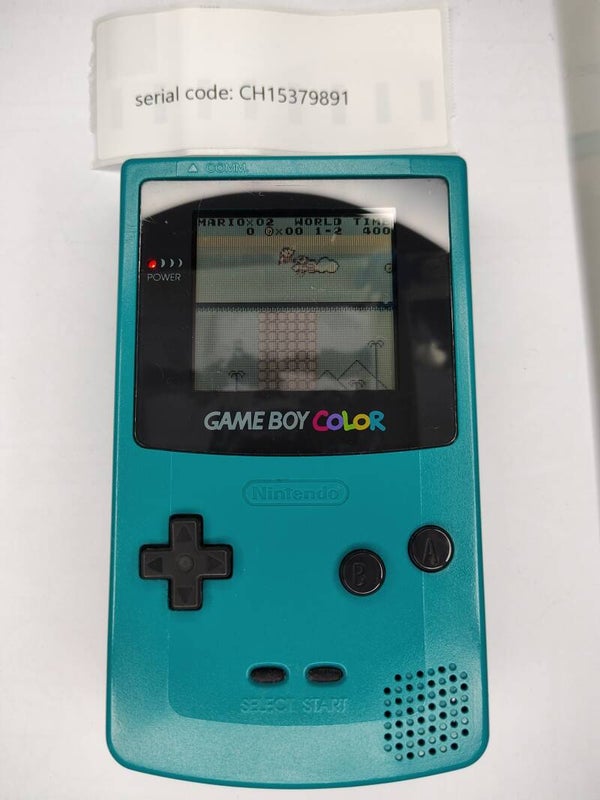 serial code: CH15379891
△ COMM.
MARIO×02 WORLD TIME
0 ×00 1-2 400
POWER
GAME BOY COLOR
Nintendo
A
B
SELECT START